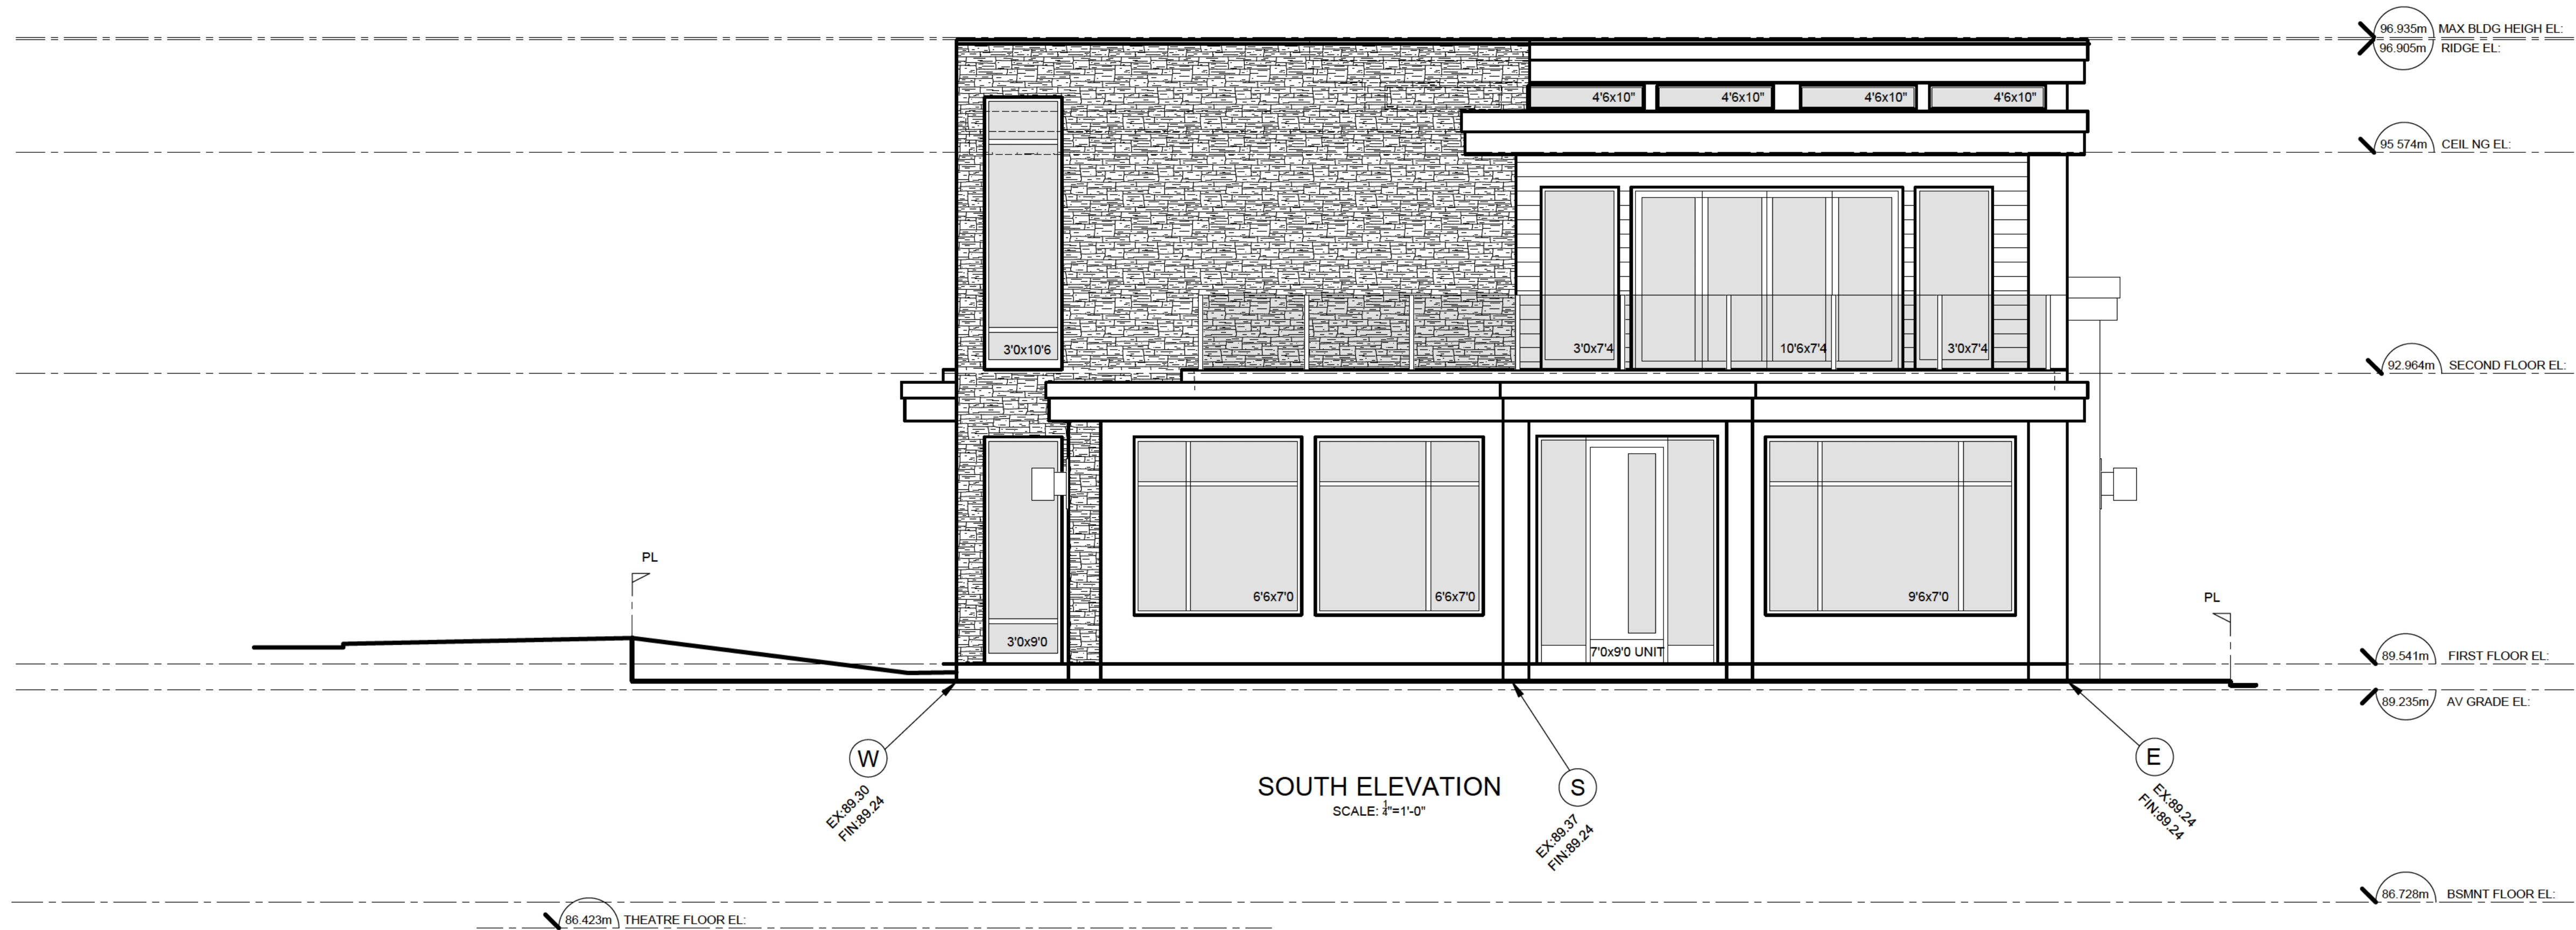 96.935m MAX BLDG HEIGH EL:
96.905m RIDGE EL:
4'6x10" 4'6x10" 4'6x10" 4'6x10"
95 574m CEIL NG EL:
3'0x10'6 3'0x7'4 10'6x7'4 3'0x7'4
92.964m SECOND FLOOR EL:
PL
6'6x7'0 6'6x7'0 9'6x7'0
PL
3'0x9'0 7'0x9'0 UNIT
89.541m FIRST FLOOR EL:
89.235m AV GRADE EL:
W
EX:89.30
FIN:89.24
SOUTH ELEVATION
SCALE: 1/4"=1'-0"
S
EX:89.37
FIN:89.24
E
EX:89.24
FIN:89.24
86.728m BSMNT FLOOR EL:
86.423m THEATRE FLOOR EL: